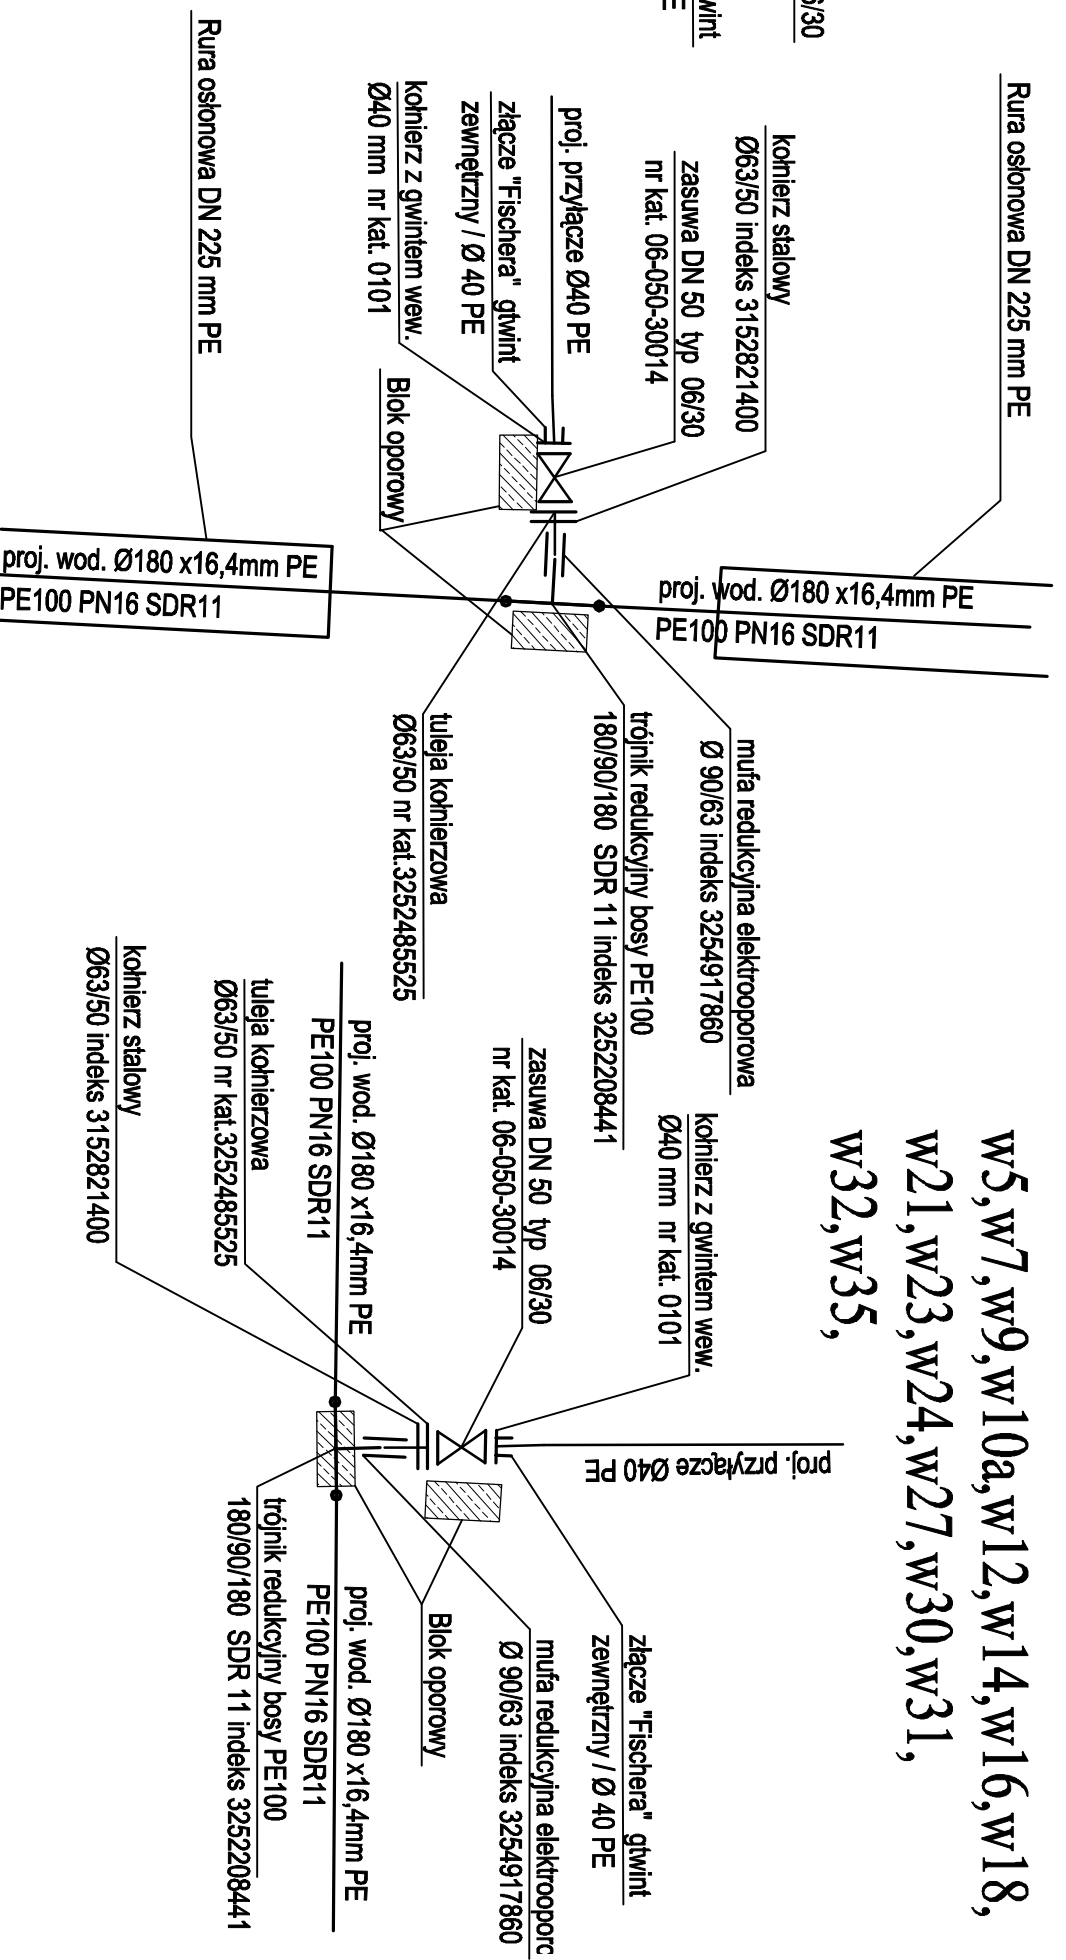 6/30
wint
E
Rura osłonowa DN 225 mm PE
kołnierz stalowy
Ø63/50 indeks 3152821400
zasuwa DN 50 typ 06/30
nr kat. 06-050-30014
proj. przyłącze Ø40 PE
złącze "Fischera" gtwint
zewnętrzny / Ø 40 PE
kołnierz z gwintem wew.
Ø40 mm nr kat. 0101
Blok oporowy
Rura osłonowa DN 225 mm PE
proj. wod. Ø180 x16,4mm PE
PE100 PN16 SDR11
proj. wod. Ø180 x16,4mm PE
PE100 PN16 SDR11
mufa redukcyjna elektrooporowa
Ø 90/63 indeks 3254917860
trójnik redukcyjny bosy PE100
180/90/180 SDR 11 indeks 3252208441
tuleja kołnierzowa
Ø63/50 nr kat.3252485525
w5,w7,w9,w10a,w12,w14,w16,w18,
w21,w23,w24,w27,w30,w31,
w32,w35,
kołnierz z gwintem wew.
Ø40 mm nr kat. 0101
zasuwa DN 50 typ 06/30
nr kat. 06-050-30014
proj. wod. Ø180 x16,4mm PE
PE100 PN16 SDR11
tuleja kołnierzowa
Ø63/50 nr kat.3252485525
kołnierz stalowy
Ø63/50 indeks 3152821400
proj. przyłącze Ø40 PE
złącze "Fischera" gtwint
zewnętrzny / Ø 40 PE
mufa redukcyjna elektrooporo
Ø 90/63 indeks 3254917860
Blok oporowy
proj. wod. Ø180 x16,4mm PE
PE100 PN16 SDR11
trójnik redukcyjny bosy PE100
180/90/180 SDR 11 indeks 3252208441